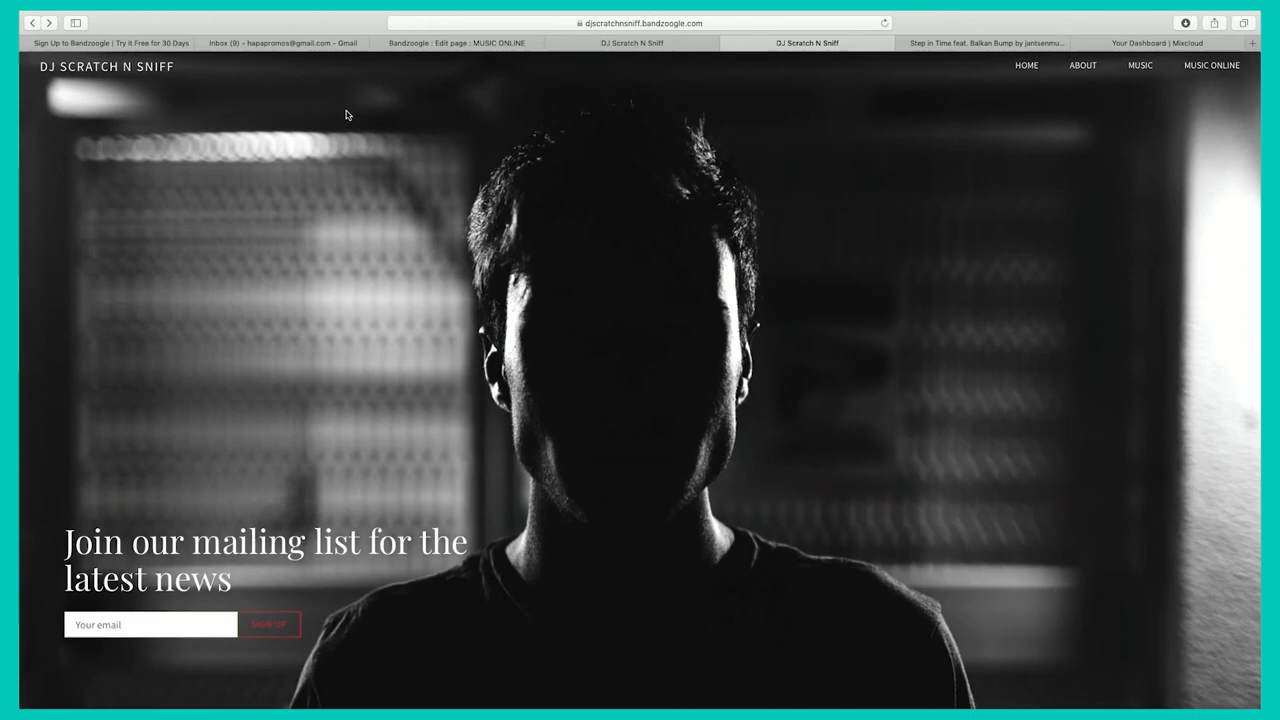 djscratchnsniff.bandzoogle.com
Sign Up to Bandzoogle | Try it Free for 30 Days
Inbox (9) - hapapromos@gmail.com - Gmail
Bandzoogle : Edit page : MUSIC ONLINE
DJ Scratch N Sniff
DJ Scratch N Sniff
Step in Time feat. Balkan Bump by jantsenmu...
Your Dashboard | Mixcloud
DJ SCRATCH N SNIFF
HOME
ABOUT
MUSIC
MUSIC ONLINE
Join our mailing list for the
latest news
Your email
SIGN UP